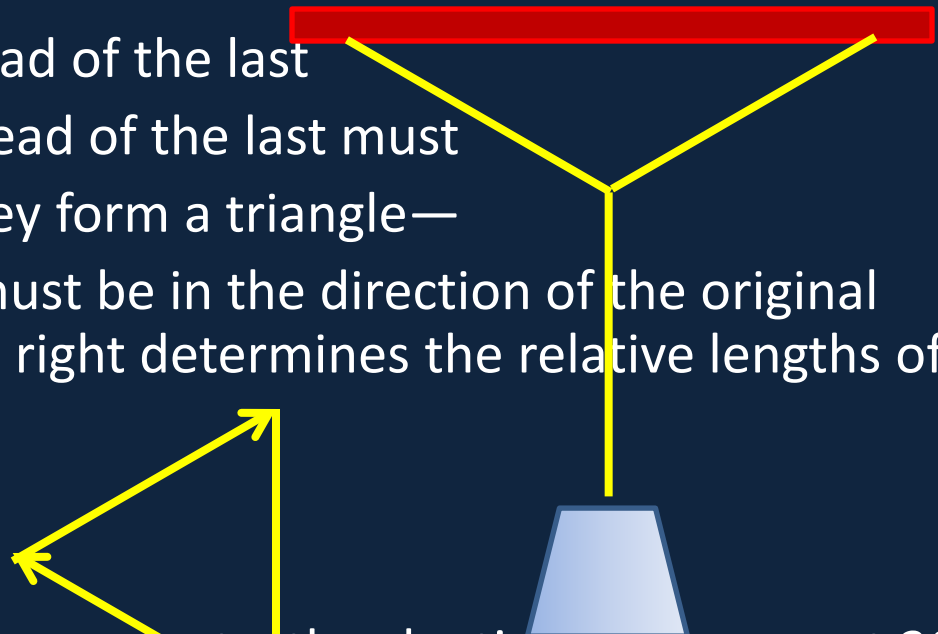 ad of the last
ead of the last must
ey form a triangle—
must be in the direction of the original
right determines the relative lengths of